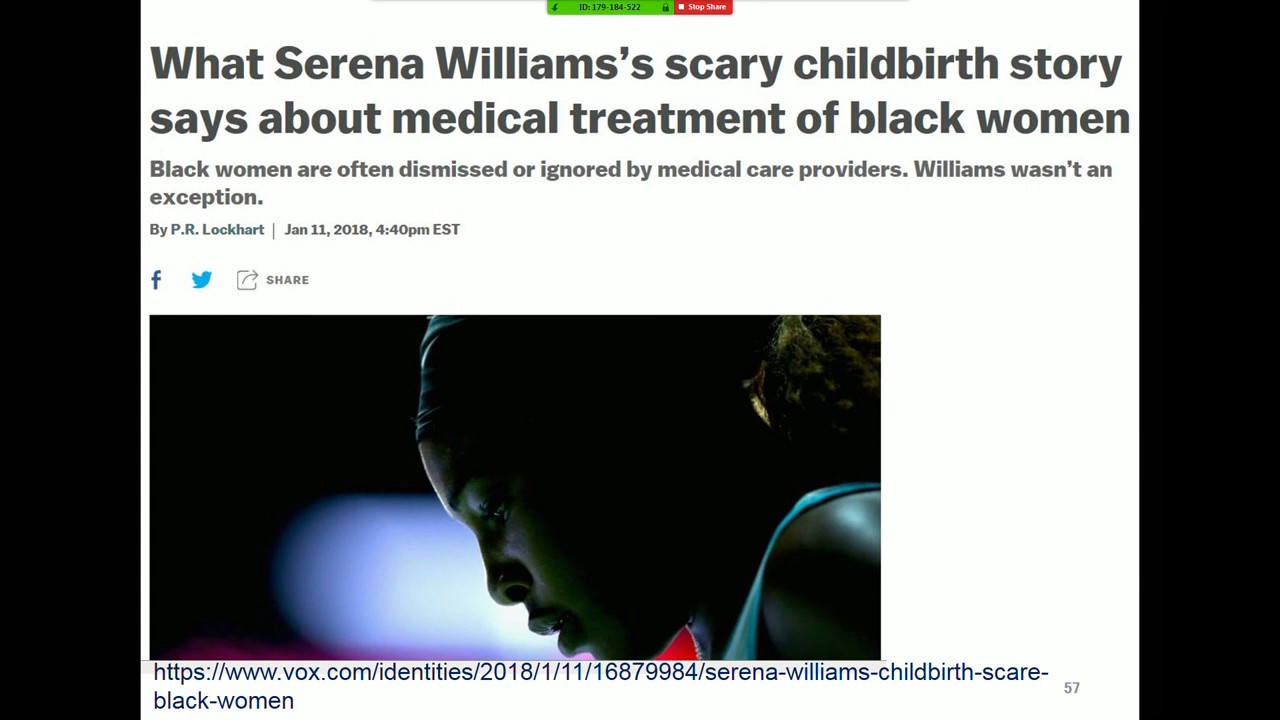 ID: 179-184-522
Stop Share
What Serena Williams’s scary childbirth story
says about medical treatment of black women
Black women are often dismissed or ignored by medical care providers. Williams wasn’t an
exception.
By P.R. Lockhart | Jan 11, 2018, 4:40pm EST
SHARE
https://www.vox.com/identities/2018/1/11/16879984/serena-williams-childbirth-scare-
black-women
57